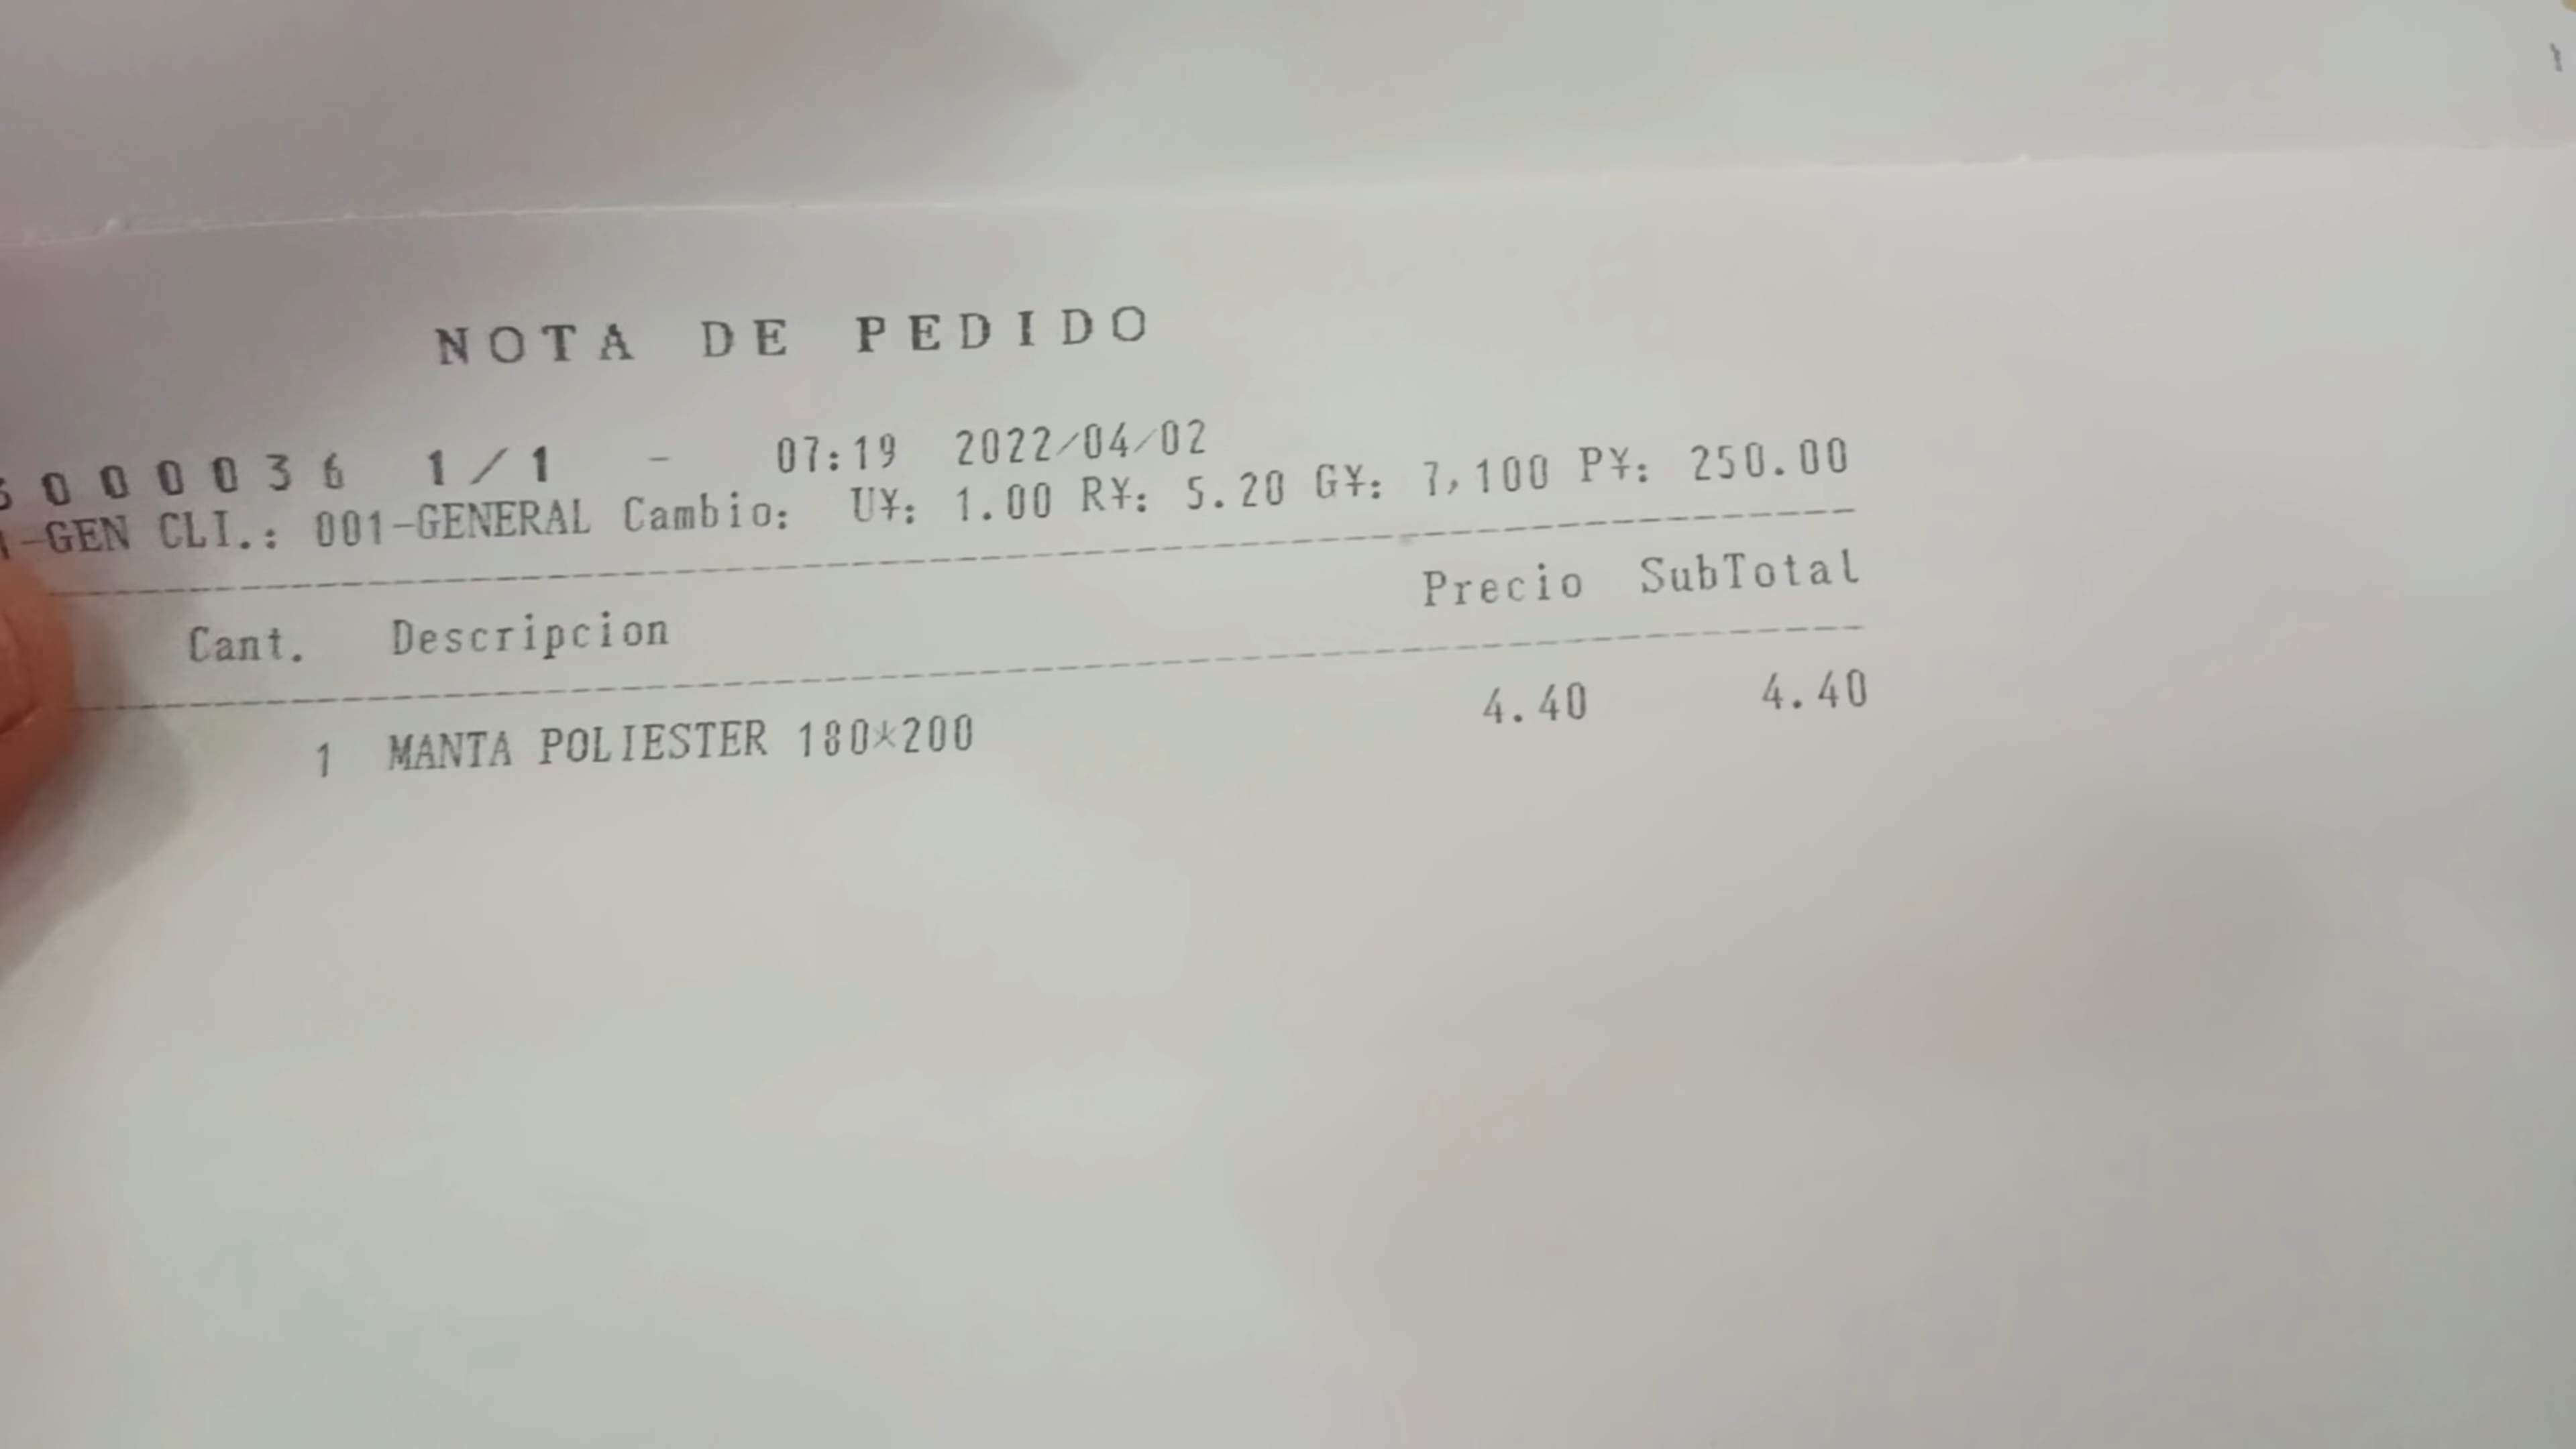 NOTA DE PEDIDO
000036 1/1 - 07:19 2022/04/02
-GEN CLI.: 001-GENERAL Cambio: U¥: 1.00 R¥: 5.20 G¥: 7,100 P¥: 250.00
Cant. Descripcion Precio SubTotal
1 MANTA POLIESTER 180*200 4.40 4.40